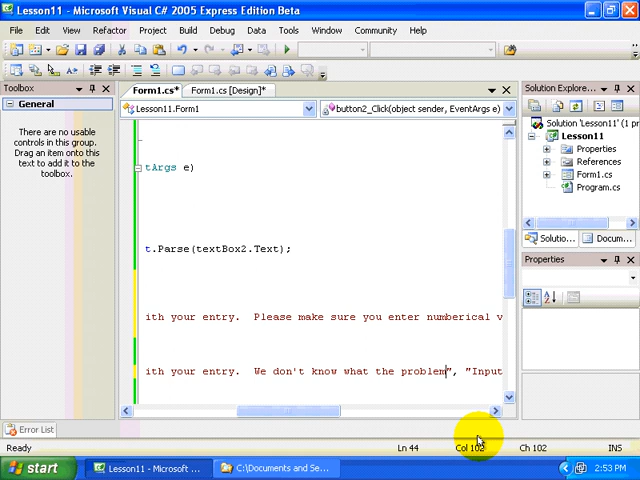 Lesson11 - Microsoft Visual C# 2005 Express Edition Beta
File Edit View Refactor Build Debug Data Tools Window Community Help
Toolbox
General
There are no usable
controls in this group.
Drag an item onto this
text to add it to the
toolbox.
Error List
Form1.cs* Form1.cs [Design]*
Lesson11.Form1 button2_Click(object sender, EventArgs e)
tArgs e)
t.Parse(textBox2.Text);
ith your entry.  Please make sure you enter numberical v
ith your entry.  We don't know what the problem", "Input
Solution Explore...
Solution 'Lesson11' (1 pr
Lesson11
Properties
References
Form1.cs
Program.cs
Solutio... Docum...
Properties
Ready Ln 44 Col 102 Ch 102 INS
start Lesson11 - Microsoft ... C:\Documents and Se... 2:53 PM